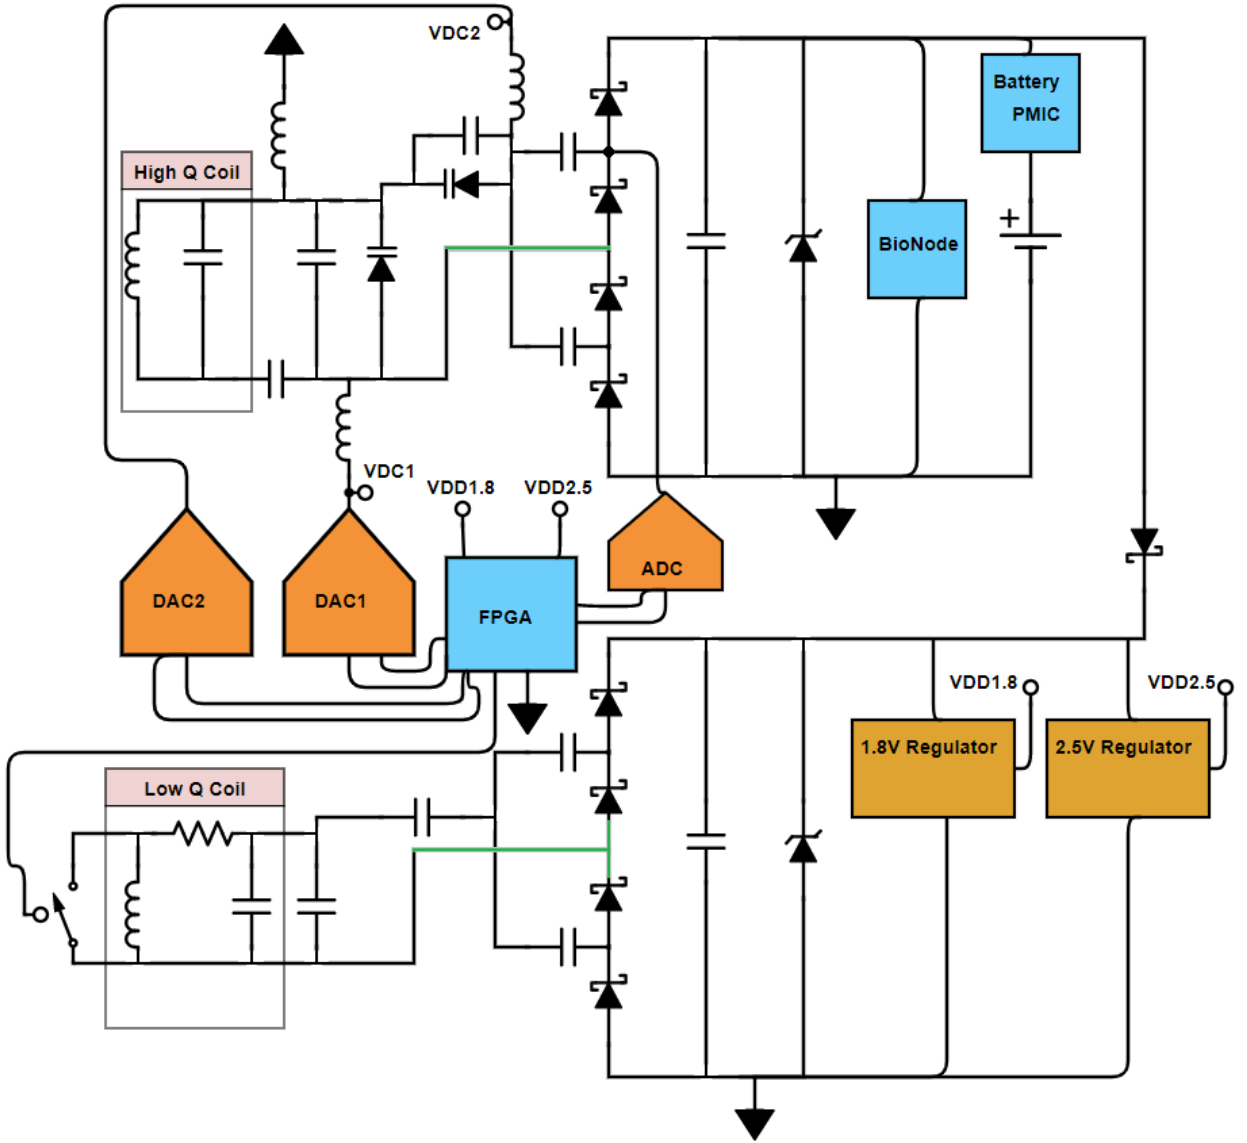 VDC2
Battery
PMIC
High Q Coil
+
BioNode
VDC1
VDD1.8
VDD2.5
ADC
DAC2
DAC1
FPGA
VDD1.8
VDD2.5
1.8V Regulator
2.5V Regulator
Low Q Coil